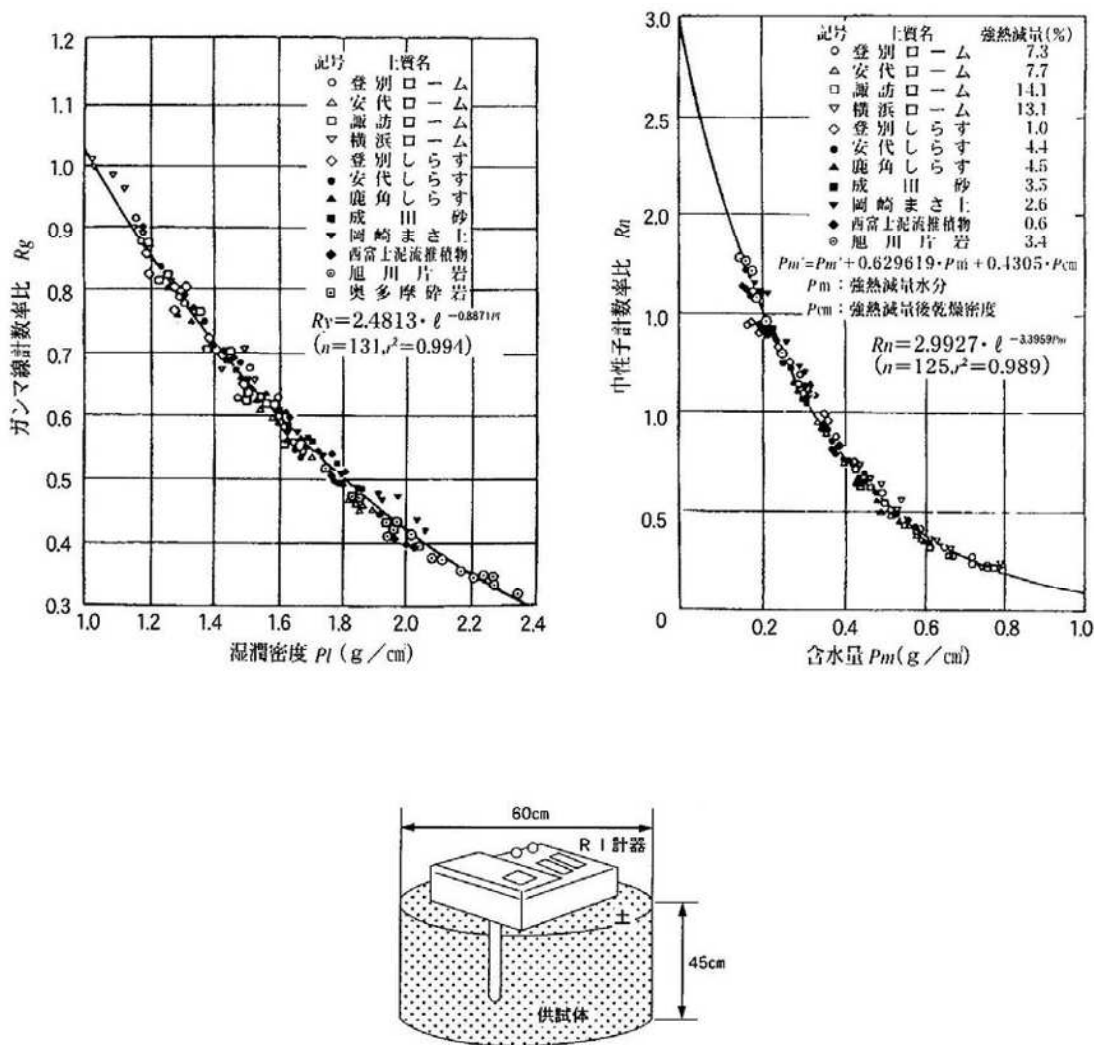 1.2
1.1
1.0
0.9
0.8
0.7
0.6
0.5
0.4
0.3
ガンマ線計数率比 Rg
記号 土質名
○ 登別ローム
△ 安代ローム
□ 諏訪ローム
▽ 横浜ローム
◇ 登別しらす
● 安代しらす
▲ 鹿角しらす
■ 成田砂
▼ 岡崎まさ土
◆ 西富士泥流推積物
⊙ 旭川片岩
⊡ 奥多摩砕岩
Rγ=2.4813・ℓ
(n=131,r²=0.994)
1.0 1.2 1.4 1.6 1.8 2.0 2.2 2.4
湿潤密度 Pl (g/c㎥)
3.0
2.5
2.0
1.0
1.0
0.5
0
中性子計数率比 Rn
記号 土質名 強熱減量(%)
○ 登別ローム 7.3
△ 安代ローム 7.7
□ 諏訪ローム 14.1
▽ 横浜ローム 13.1
◇ 登別しらす 1.0
● 安代しらす 4.4
▲ 鹿角しらす 4.5
■ 成田砂 3.5
▼ 岡崎まさ土 2.6
◆ 西富士泥流推積物 0.6
⊙ 旭川片岩 3.4
Pm'=Pm'+0.629619・Pm+0.4305・Pcm
Pm:強熱減量水分
Pcm:強熱減量後乾燥密度
Rn=2.9927・ℓ −3.3959Pm
(n=125,r²=0.989)
0.2 0.4 0.6 0.8 1.0
含水量 Pm(g/c㎥)
60cm
RI計器
土
45cm
供試体